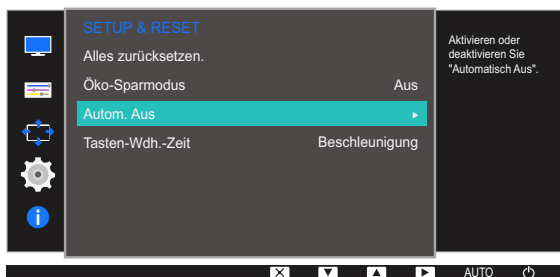 SETUP & RESET
Alles zurücksetzen.
Öko-Sparmodus Aus
Autom. Aus
Tasten-Wdh.-Zeit Beschleunigung
Aktivieren oder
deaktivieren Sie
"Automatisch Aus".
AUTO